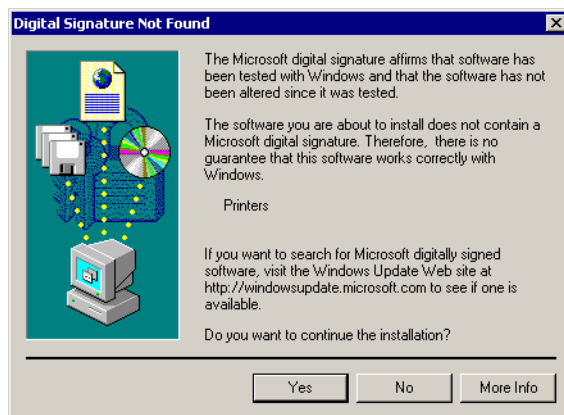 Digital Signature Not Found
The Microsoft digital signature affirms that software has
been tested with Windows and that the software has not
been altered since it was tested.
The software you are about to install does not contain a
Microsoft digital signature. Therefore,  there is no
guarantee that this software works correctly with
Windows.
Printers
If you want to search for Microsoft digitally signed
software, visit the Windows Update Web site at
http://windowsupdate.microsoft.com to see if one is
available.
Do you want to continue the installation?
Yes
No
More Info